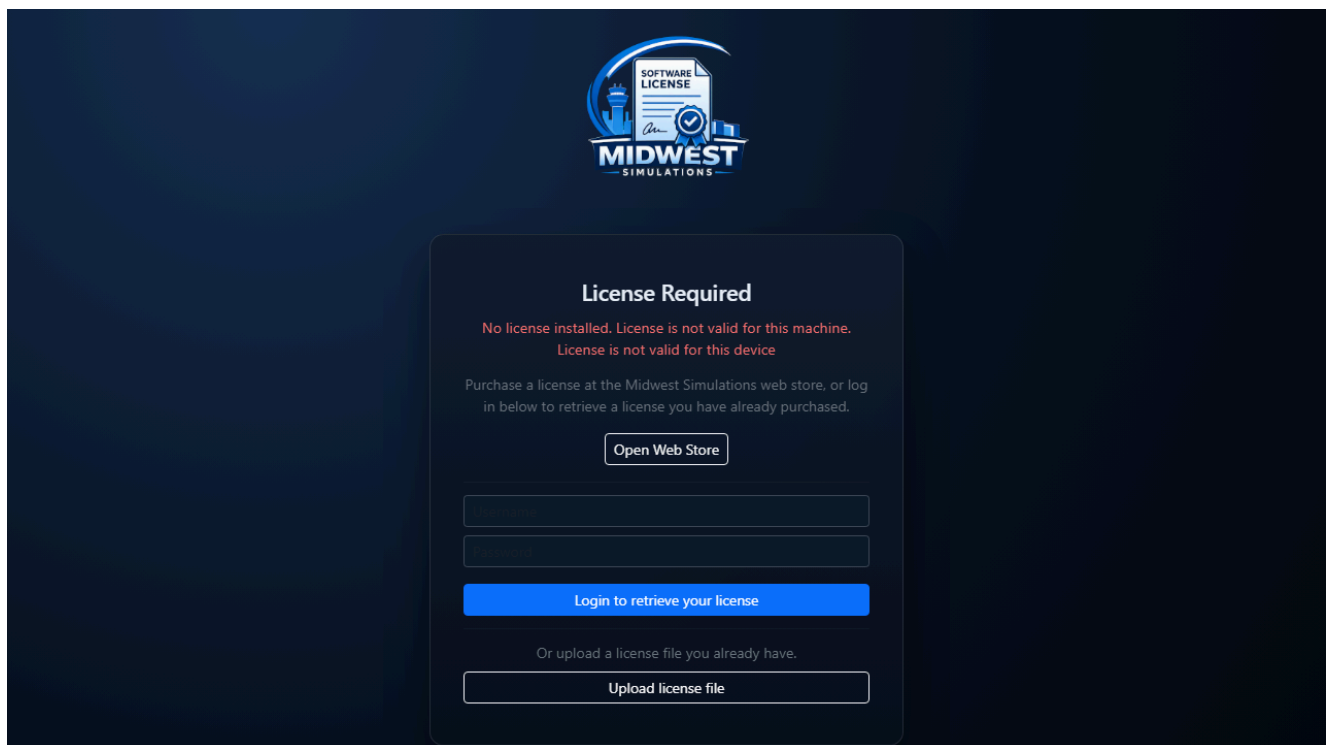 SOFTWARE
LICENSE
MIDWEST
SIMULATIONS
License Required
No license installed. License is not valid for this machine.
License is not valid for this device
Purchase a license at the Midwest Simulations web store, or log
in below to retrieve a license you have already purchased.
Open Web Store
Username
Password
Login to retrieve your license
Or upload a license file you already have.
Upload license file